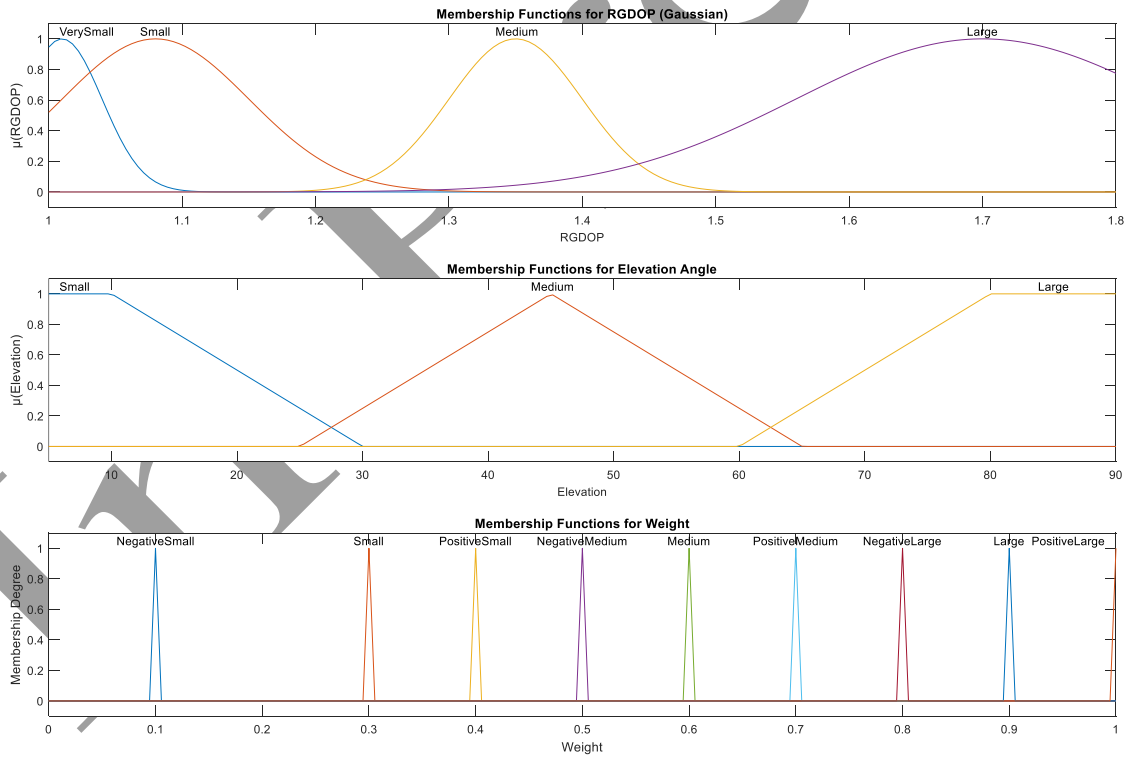 Membership Functions for RGDOP (Gaussian)
VerySmall Small Medium Large
1
0.8
0.6
0.4
0.2
0
μ(RGDOP)
1 1.1 1.2 1.3 1.4 1.5 1.6 1.7 1.8
RGDOP
Membership Functions for Elevation Angle
Small Medium Large
1
0.8
0.6
0.4
0.2
0
μ(Elevation)
10 20 30 40 50 60 70 80 90
Elevation
Membership Functions for Weight
NegativeSmall Small PositiveSmall NegativeMedium Medium PositiveMedium NegativeLarge Large PositiveLarge
1
0.8
0.6
0.4
0.2
0
Membership Degree
0 0.1 0.2 0.3 0.4 0.5 0.6 0.7 0.8 0.9 1
Weight